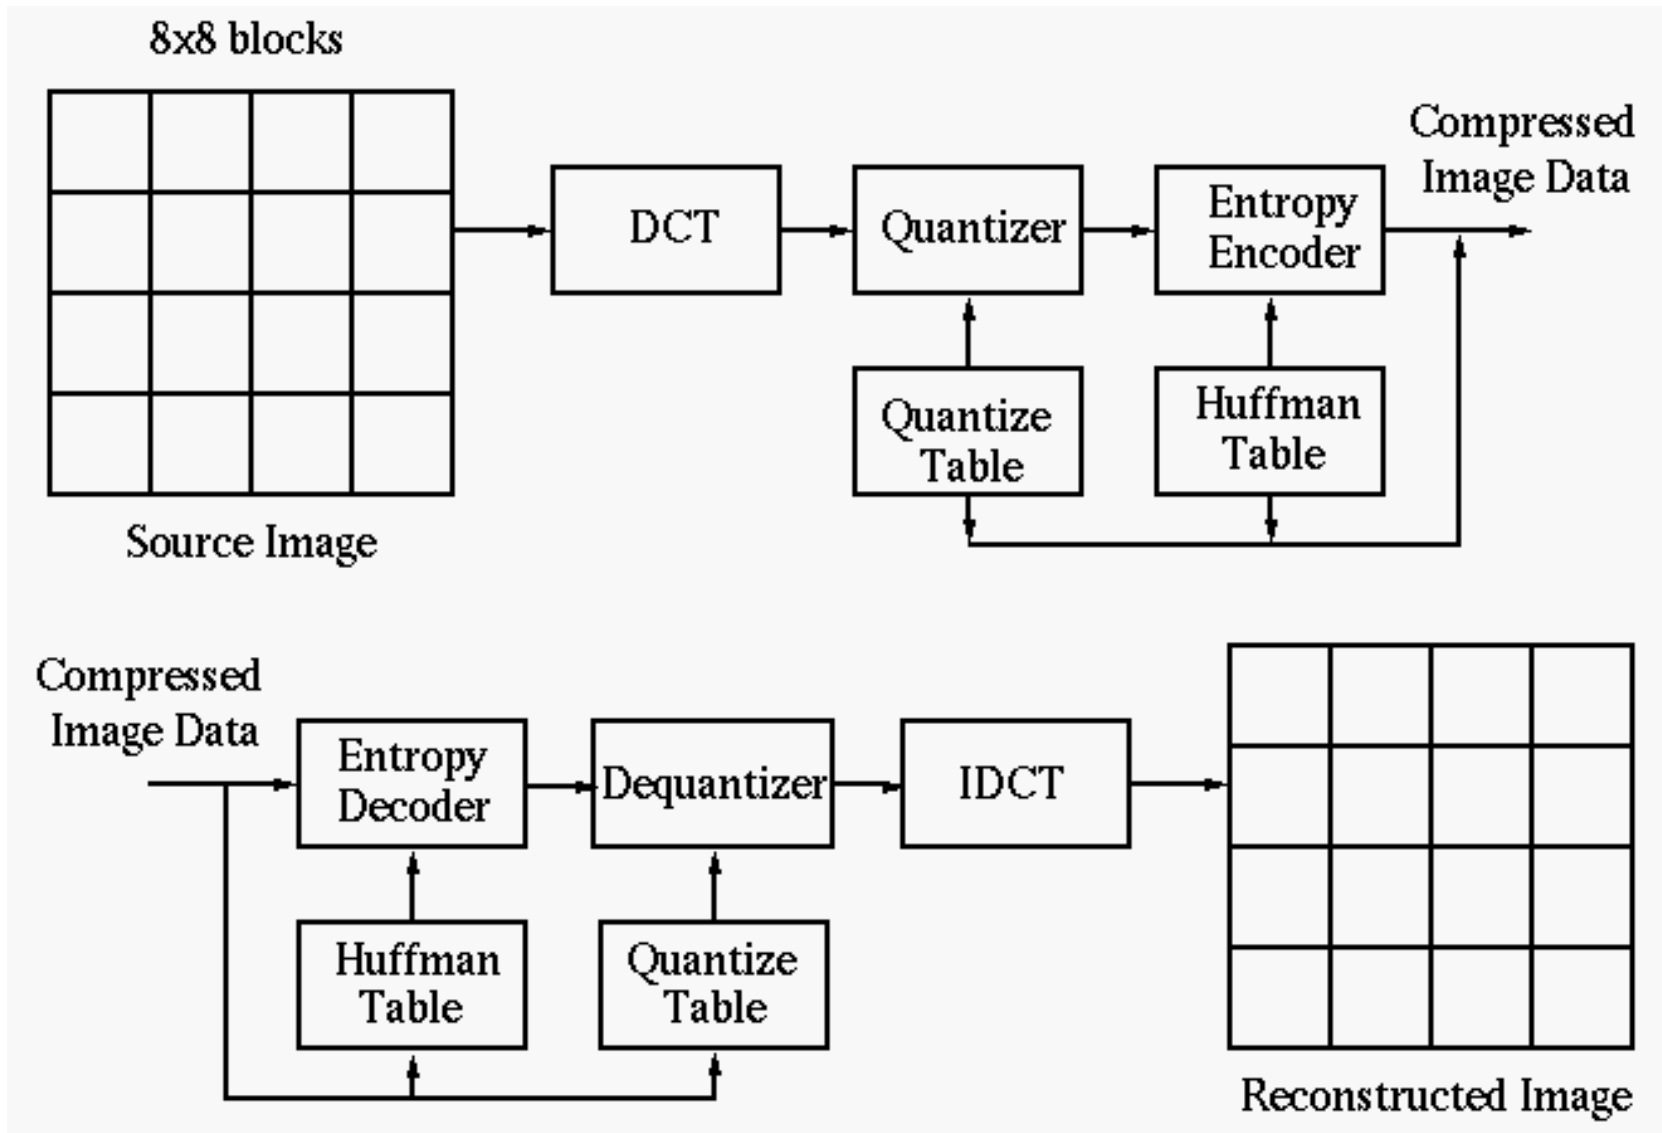 8x8 blocks
Compressed
Image Data
DCT
Quantizer
Entropy
Encoder
Quantize
Table
Huffman
Table
Source Image
Compressed
Image Data
Entropy
Decoder
Dequantizer
IDCT
Huffman
Table
Quantize
Table
Reconstructed Image